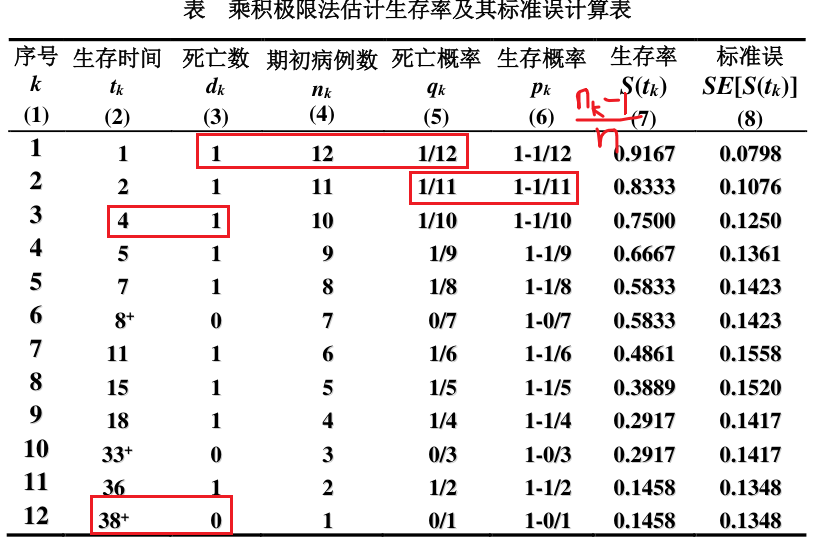 表 乘积极限法估计生存率及其标准误计算表
序号 生存时间 死亡数 期初病例数 死亡概率 生存概率 生存率 标准误
k tk dk nk qk pk S(tk) SE[S(tk)]
(1) (2) (3) (4) (5) (6) (7) (8)
nk-1
n
1 1 1 12 1/12 1-1/12 0.9167 0.0798
2 2 1 11 1/11 1-1/11 0.8333 0.1076
3 4 1 10 1/10 1-1/10 0.7500 0.1250
4 5 1 9 1/9 1-1/9 0.6667 0.1361
5 7 1 8 1/8 1-1/8 0.5833 0.1423
6 8+ 0 7 0/7 1-0/7 0.5833 0.1423
7 11 1 6 1/6 1-1/6 0.4861 0.1558
8 15 1 5 1/5 1-1/5 0.3889 0.1520
9 18 1 4 1/4 1-1/4 0.2917 0.1417
10 33+ 0 3 0/3 1-0/3 0.2917 0.1417
11 36 1 2 1/2 1-1/2 0.1458 0.1348
12 38+ 0 1 0/1 1-0/1 0.1458 0.1348